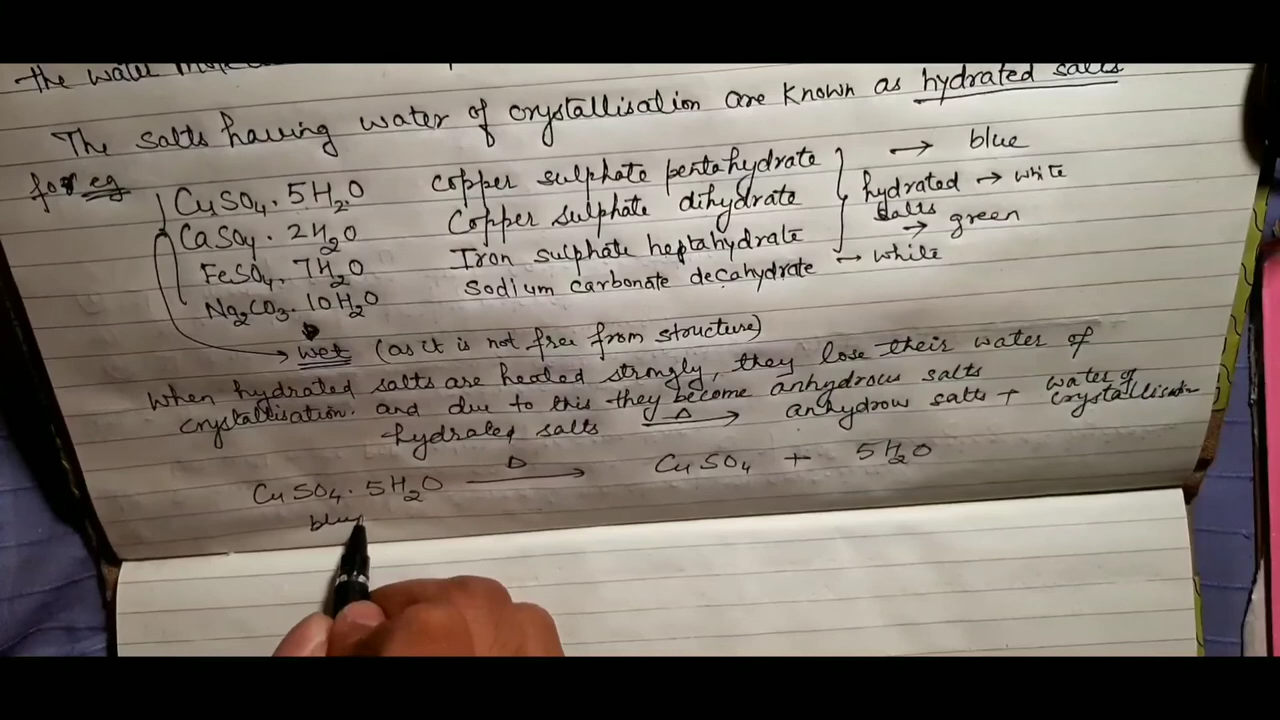 the water
The salts having water of crystallisation are known as hydrated salts
for eg
CuSO4. 5H2O copper sulphate pentahydrate → blue
CaSO4. 2H2O Copper sulphate dihydrate hydrated salts → white
FeSO4. 7H2O Iron sulphate heptahydrate → green
Na2CO3. 10H2O Sodium carbonate decahydrate → white
→ wet (as it is not free from structure)
When hydrated salts are heated strongly, they lose their water of
crystallisation. and due to this they become anhydrous salts
hydrated salts Δ→ anhydrow salts + water of crystallisation
CuSO4. 5H2O Δ→ CuSO4 + 5H2O
blue